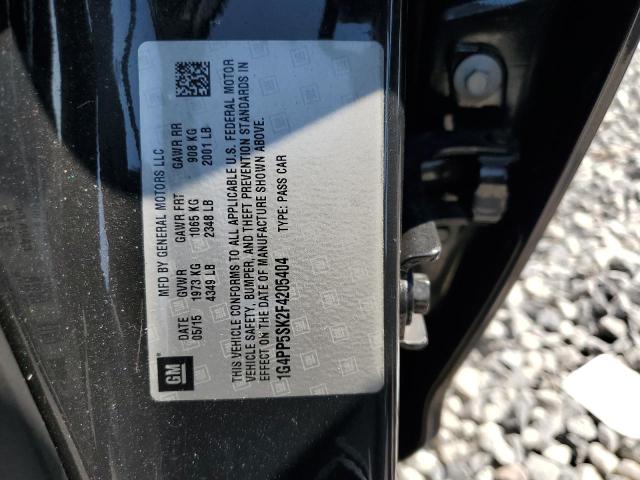 GM
MFD BY GENERAL MOTORS LLC
DATE GVWR GAWR FRT GAWR RR
05/15 1973 KG 1065 KG 908 KG
4349 LB 2348 LB 2001 LB
THIS VEHICLE CONFORMS TO ALL APPLICABLE U.S. FEDERAL MOTOR
VEHICLE SAFETY, BUMPER, AND THEFT PREVENTION STANDARDS IN
EFFECT ON THE DATE OF MANUFACTURE SHOWN ABOVE.
1G4PP5SK2F4205404 TYPE: PASS CAR